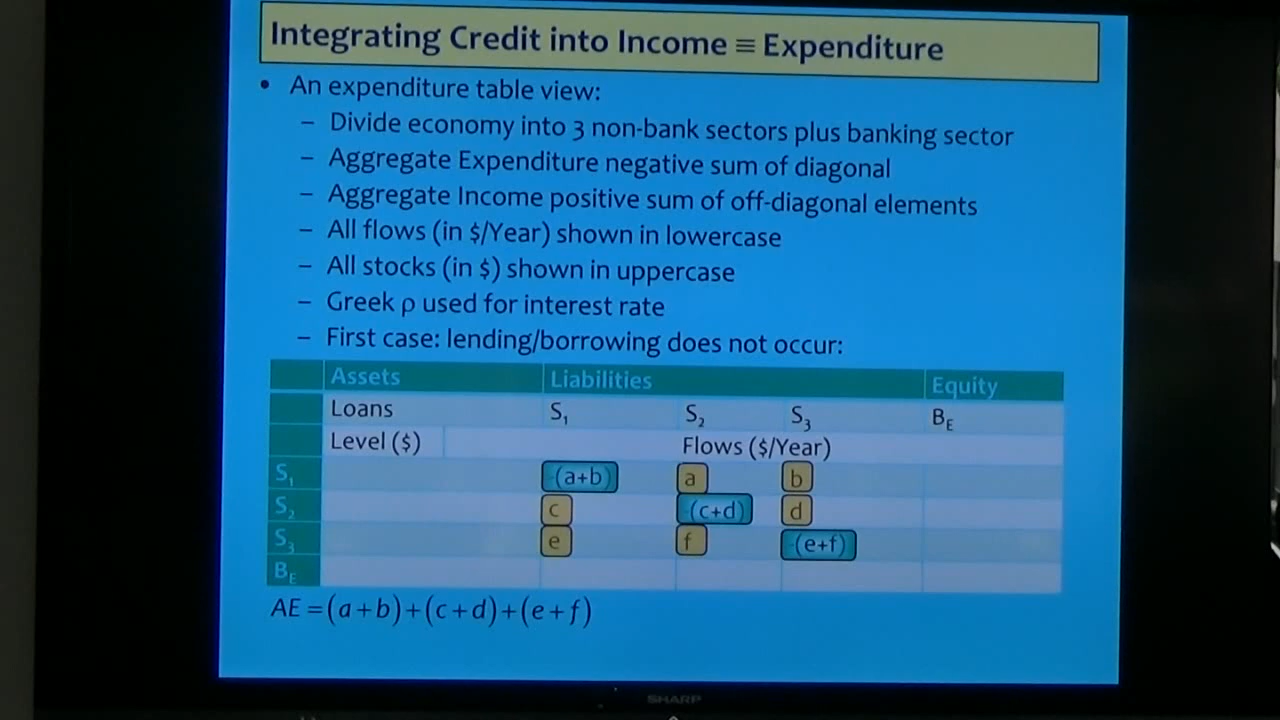 Integrating Credit into Income ≡ Expenditure
• An expenditure table view:
– Divide economy into 3 non-bank sectors plus banking sector
– Aggregate Expenditure negative sum of diagonal
– Aggregate Income positive sum of off-diagonal elements
– All flows (in $/Year) shown in lowercase
– All stocks (in $) shown in uppercase
– Greek ρ used for interest rate
– First case: lending/borrowing does not occur:
Assets Liabilities Equity
Loans S₁ S₂ S₃ B_E
Level ($) Flows ($/Year)
S₁ -(a+b) a b
S₂ c -(c+d) d
S₃ e f -(e+f)
B_E
AE = (a+b)+(c+d)+(e+f)
SHARP